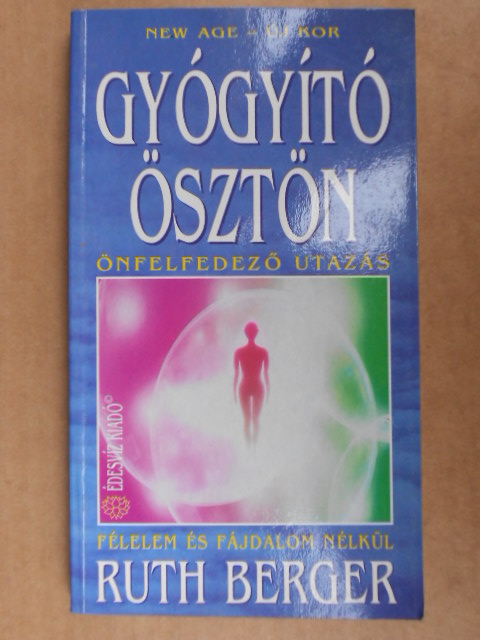 NEW AGE - ÚJ KOR
GYÓGYÍTÓ
ÖSZTÖN
ÖNFELFEDEZŐ UTAZÁS
ÉDESVÍZ KIADÓ©
FÉLELEM ÉS FÁJDALOM NÉLKÜL
RUTH BERGER